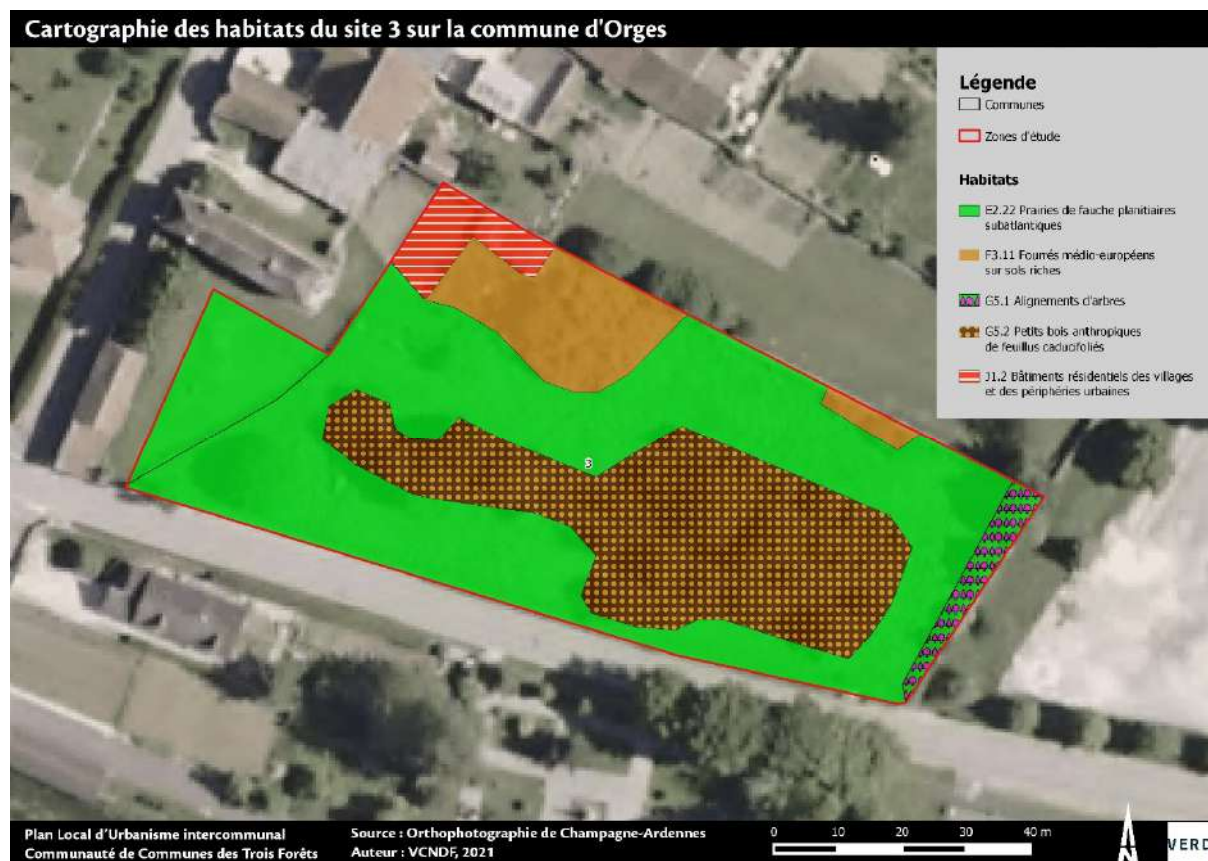 Cartographie des habitats du site 3 sur la commune d'Orges
Légende
Communes
Zones d'étude
Habitats
E2.22 Prairies de fauche planitiaires
subatlantiques
F3.11 Fourrés médio-européens
sur sols riches
G5.1 Alignements d'arbres
G5.2 Petits bois anthropiques
de feuillus caducifoliés
J1.2 Bâtiments résidentiels des villages
et des périphéries urbaines
3
Plan Local d'Urbanisme intercommunal
Communauté de Communes des Trois Forêts
Source : Orthophotographie de Champagne-Ardennes
Auteur : VCNDF, 2021
0 10 20 30 40 m
N
VERD